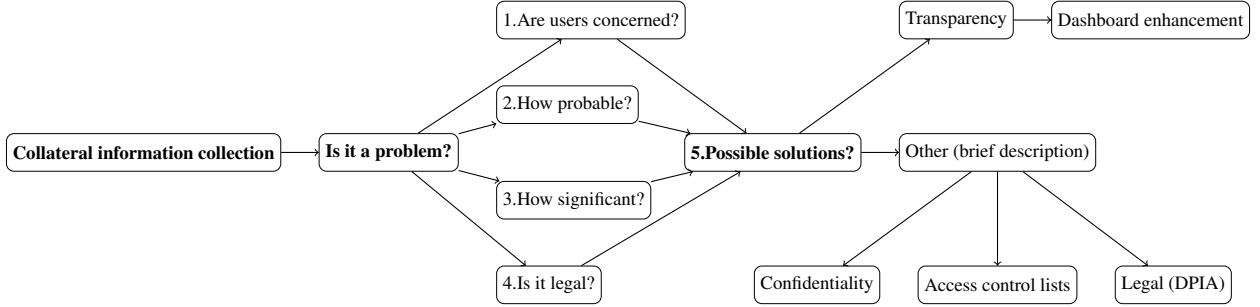 1.Are users concerned?
Transparency
Dashboard enhancement
2.How probable?
Collateral information collection
Is it a problem?
5.Possible solutions?
Other (brief description)
3.How significant?
4.Is it legal?
Confidentiality
Access control lists
Legal (DPIA)